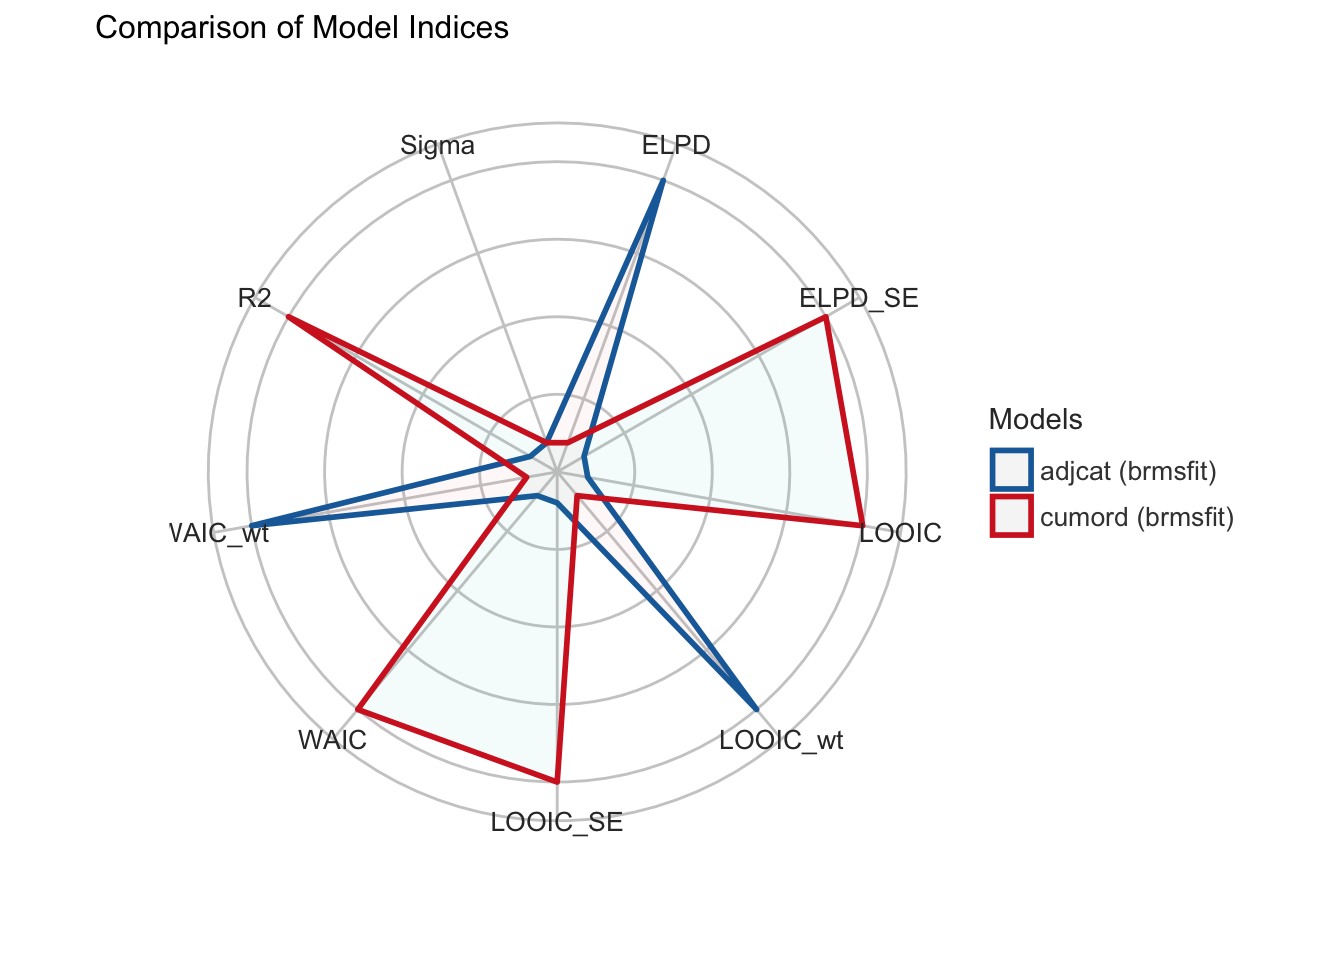 Comparison of Model Indices
Sigma
ELPD
R2
ELPD_SE
Models
adjcat (brmsfit)
cumord (brmsfit)
WAIC_wt
LOOIC
WAIC
LOOIC_wt
LOOIC_SE